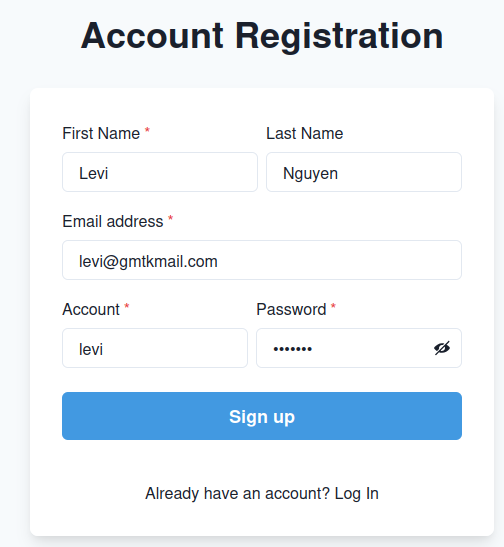 Account Registration
First Name * Last Name
Levi Nguyen
Email address *
levi@gmtkmail.com
Account * Password *
levi •••••••
Sign up
Already have an account? Log In